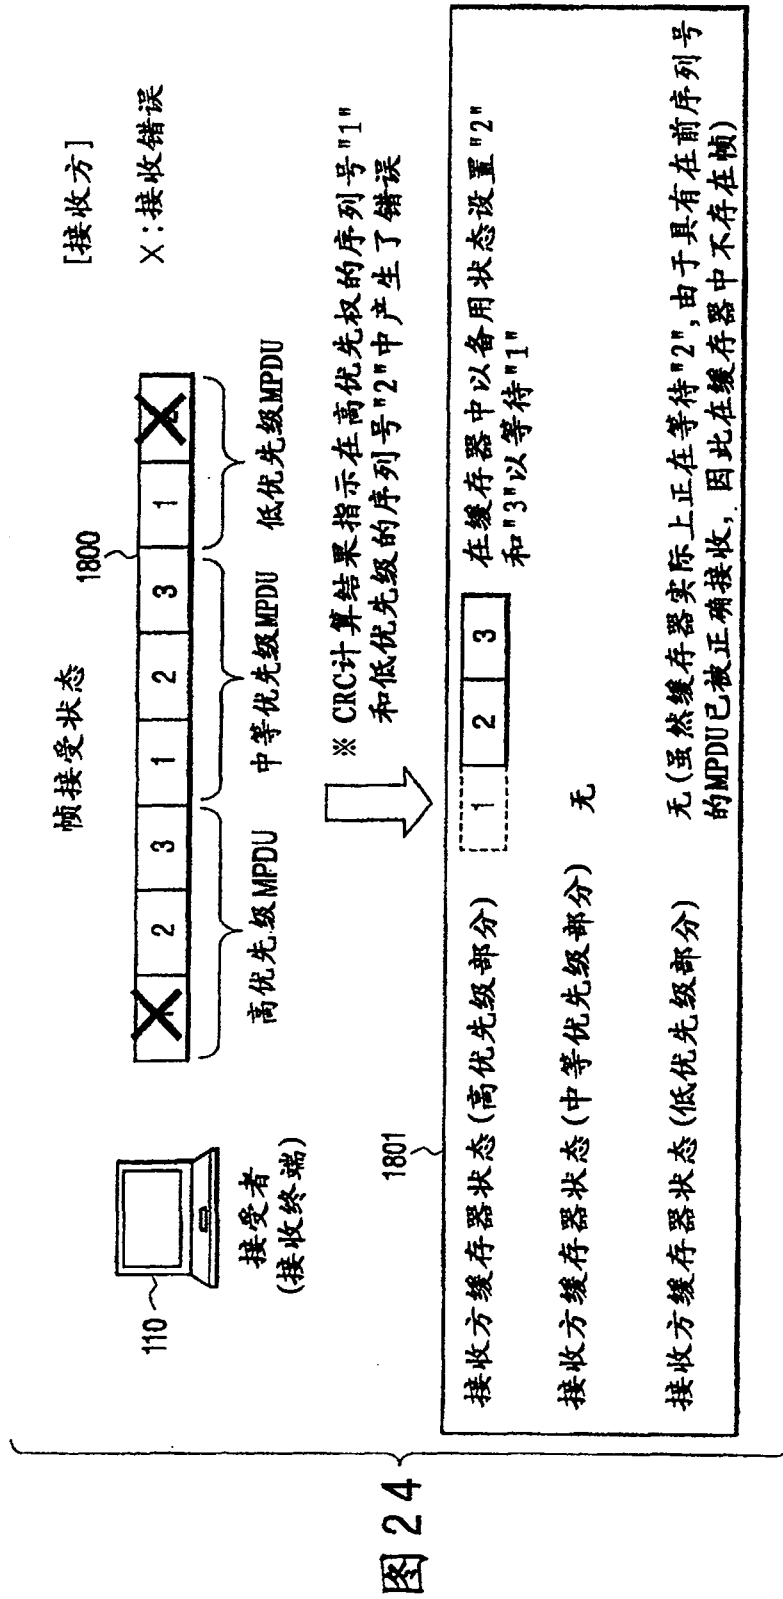 [接收方]
帧接受状态
X:接收错误
1800
2 3 1 2 3 1
高优先级MPDU 中等优先级MPDU 低优先级MPDU
110
接受者
(接收终端)
※ CRC计算结果指示在高优先权的序列号"1"
和低优先级的序列号"2"中产生了错误
1801
接收方缓存器状态(高优先级部分) 1 2 3 在缓存器中以备用状态设置"2"
和"3"以等待"1"
接收方缓存器状态(中等优先级部分) 无
接收方缓存器状态(低优先级部分) 无(虽然缓存器实际上正在等待"2",由于具有在前序列号
的MPDU已被正确接收,因此在缓存器中不存在帧)
图24